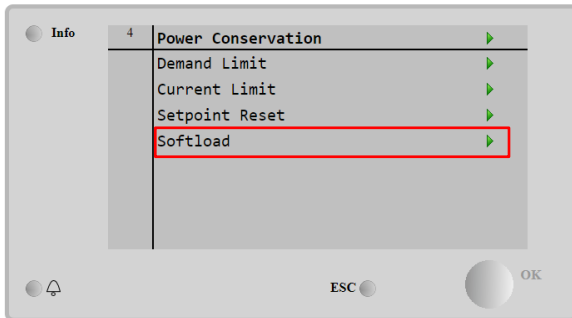 Info
4 Power Conservation
Demand Limit
Current Limit
Setpoint Reset
Softload
OK
ESC